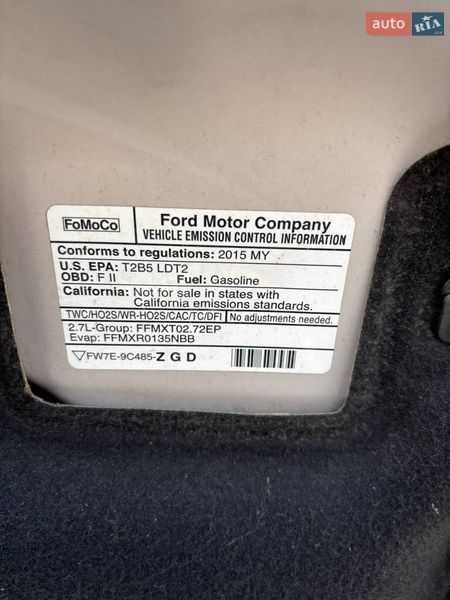 auto RIA
FoMoCo
Ford Motor Company
VEHICLE EMISSION CONTROL INFORMATION
Conforms to regulations: 2015 MY
U.S. EPA: T2B5 LDT2
OBD: F II Fuel: Gasoline
California: Not for sale in states with
California emissions standards.
TWC/HO2S/WR-HO2S/CAC/TC/DFI No adjustments needed.
2.7L-Group: FFMXT02.72EP
Evap: FFMXR0135NBB
FW7E-9C485-Z G D